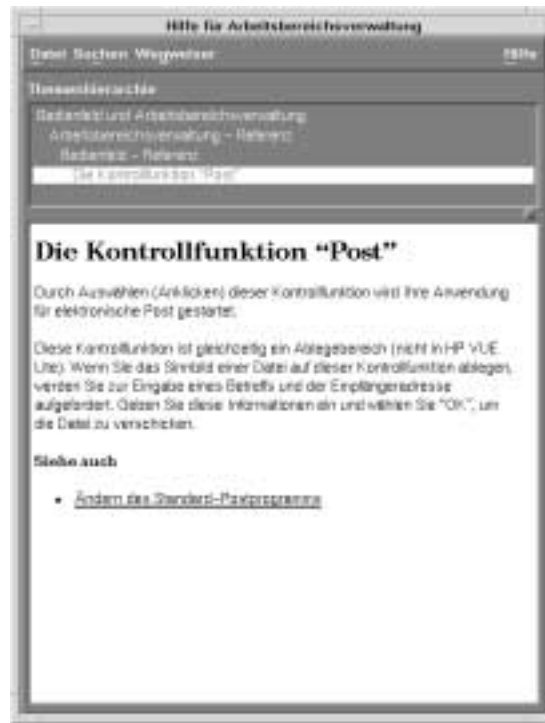 Hilfe für Arbeitsbereichsverwaltung
Datei Suchen Wegweiser Hilfe
Themenhierarchie
Bedienfeld und Arbeitsbereichsverwaltung
Arbeitsbereichsverwaltung – Referenz
Bedienfeld – Referenz
Die Kontrollfunktion "Post"
Die Kontrollfunktion “Post”
Durch Auswählen (Anklicken) dieser Kontrollfunktion wird Ihre Anwendung
für elektronische Post gestartet.
Diese Kontrollfunktion ist gleichzeitig ein Ablegebereich (nicht in HP VUE
Lite). Wenn Sie das Sinnbild einer Datei auf dieser Kontrollfunktion ablegen,
werden Sie zur Eingabe eines Betreffs und der Empfängeradresse
aufgefordert. Geben Sie diese Informationen ein und wählen Sie "OK", um
die Datei zu verschicken.
Siehe auch
• Ändern des Standard-Postprogramms